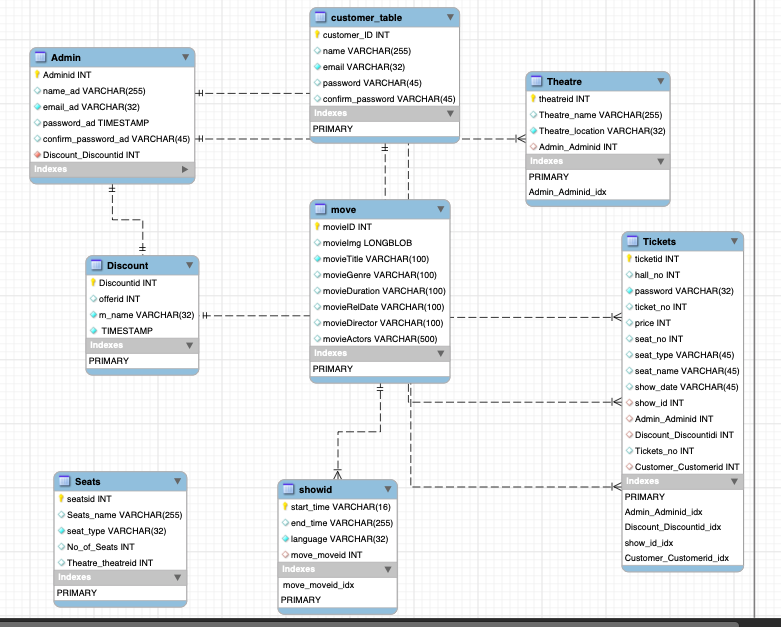 customer_table
customer_ID INT
name VARCHAR(255)
email VARCHAR(32)
password VARCHAR(45)
confirm_password VARCHAR(45)
Indexes
PRIMARY
Admin
Adminid INT
name_ad VARCHAR(255)
email_ad VARCHAR(32)
password_ad TIMESTAMP
confirm_password_ad VARCHAR(45)
Discount_Discountid INT
Indexes
Theatre
theatreid INT
Theatre_name VARCHAR(255)
Theatre_location VARCHAR(32)
Admin_Adminid INT
Indexes
PRIMARY
Admin_Adminid_idx
move
movieID INT
movieImg LONGBLOB
movieTitle VARCHAR(100)
movieGenre VARCHAR(100)
movieDuration VARCHAR(100)
movieRelDate VARCHAR(100)
movieDirector VARCHAR(100)
movieActors VARCHAR(500)
Indexes
PRIMARY
Discount
Discountid INT
offerid INT
m_name VARCHAR(32)
TIMESTAMP
Indexes
PRIMARY
Tickets
ticketid INT
hall_no INT
password VARCHAR(32)
ticket_no INT
price INT
seat_no INT
seat_type VARCHAR(45)
seat_name VARCHAR(45)
show_date VARCHAR(45)
show_id INT
Admin_Adminid INT
Discount_Discountidi INT
Tickets_no INT
Customer_Customerid INT
Indexes
PRIMARY
Admin_Adminid_idx
Discount_Discountid_idx
show_id_idx
Customer_Customerid_idx
Seats
seatsid INT
Seats_name VARCHAR(255)
seat_type VARCHAR(32)
No_of_Seats INT
Theatre_theatreid INT
Indexes
PRIMARY
showid
start_time VARCHAR(16)
end_time VARCHAR(255)
language VARCHAR(32)
move_moveid INT
Indexes
move_moveid_idx
PRIMARY